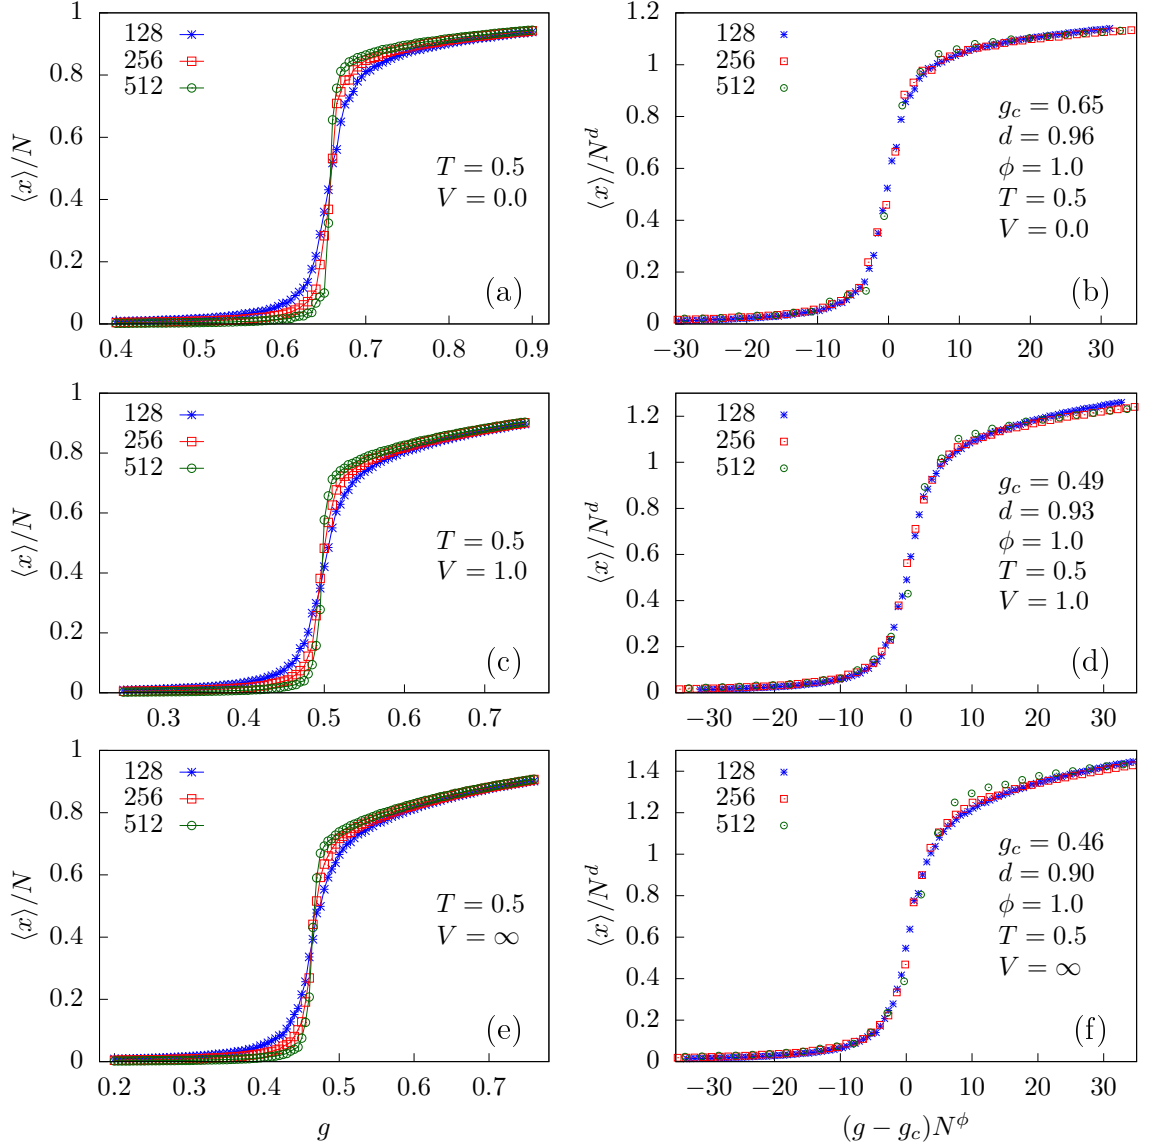 1
0.8
0.6
0.4
0.2
0
⟨x⟩/N
128
256
512
T = 0.5
V = 0.0
(a)
0.4 0.5 0.6 0.7 0.8 0.9
1.2
1
0.8
0.6
0.4
0.2
0
⟨x⟩/N^d
128
256
512
g_c = 0.65
d = 0.96
ϕ = 1.0
T = 0.5
V = 0.0
(b)
−30 −20 −10 0 10 20 30
1
0.8
0.6
0.4
0.2
0
⟨x⟩/N
128
256
512
T = 0.5
V = 1.0
(c)
0.3 0.4 0.5 0.6 0.7
1.2
1
0.8
0.6
0.4
0.2
0
⟨x⟩/N^d
128
256
512
g_c = 0.49
d = 0.93
ϕ = 1.0
T = 0.5
V = 1.0
(d)
−30 −20 −10 0 10 20 30
1
0.8
0.6
0.4
0.2
0
⟨x⟩/N
128
256
512
T = 0.5
V = ∞
(e)
0.2 0.3 0.4 0.5 0.6 0.7
g
1.4
1.2
1
0.8
0.6
0.4
0.2
0
⟨x⟩/N^d
128
256
512
g_c = 0.46
d = 0.90
ϕ = 1.0
T = 0.5
V = ∞
(f)
−30 −20 −10 0 10 20 30
(g − g_c)N^ϕ